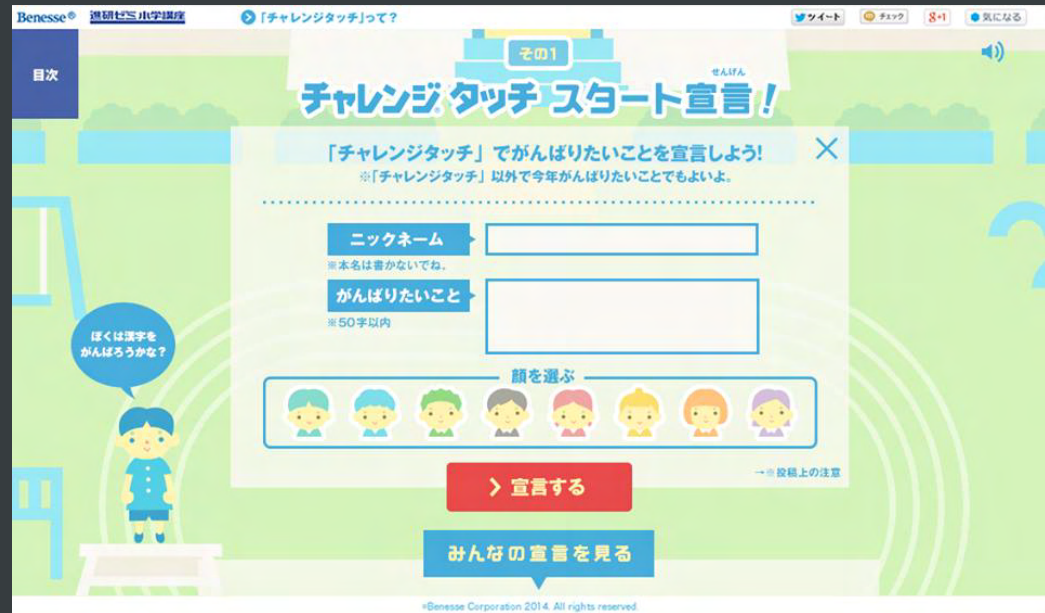 Benesse® 進研ゼミ小学講座 「チャレンジタッチ」って？ ツイート チェック g+1 気になる
目次
その1
せんげん
チャレンジ タッチ スタート宣言！
「チャレンジタッチ」でがんばりたいことを宣言しよう!
※「チャレンジタッチ」以外で今年がんばりたいことでもよいよ。
ニックネーム
※本名は書かないでね。
がんばりたいこと
※50字以内
ぼくは漢字を
がんばろうかな？
顔を選ぶ
→※投稿上の注意
宣言する
みんなの宣言を見る
©Benesse Corporation 2014. All rights reserved.